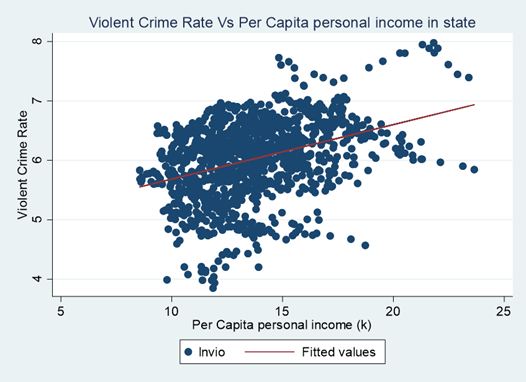 Violent Crime Rate Vs Per Capita personal income in state
Violent Crime Rate
8
7
6
5
4
5 10 15 20 25
Per Capita personal income (k)
lnvio Fitted values